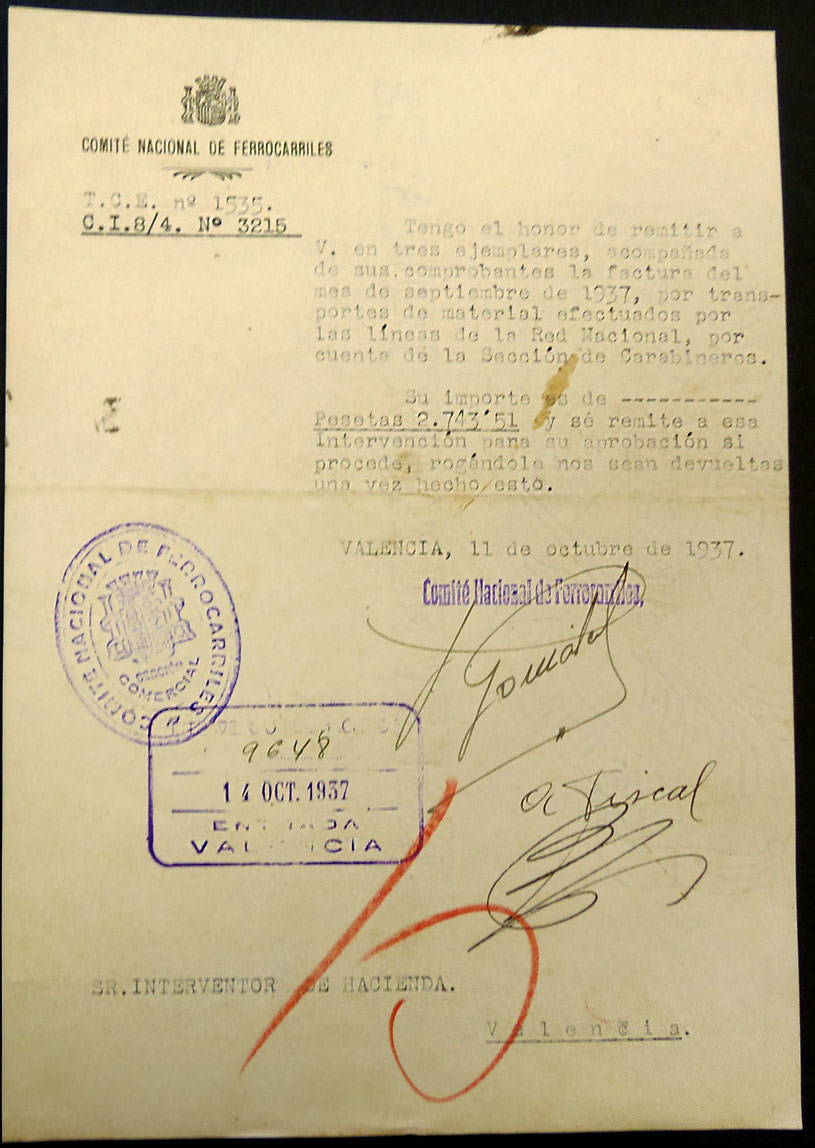 COMITÉ NACIONAL DE FERROCARRILES
T.C.E. nº 1535.
C.I.8/4. Nº 3215
Tengo el honor de remitir a
V. en tres ejemplares, acompañada
de sus comprobantes la factura del
mes de septiembre de 1937, por trans-
portes de material efectuados por
las líneas de la Red Nacional, por
cuenta de la Sección de Carabineros.
Su importe es de -----------
Pesetas 2.743'51 y sé remite a esa
Intervención para su aprobación si
procede, rogándole nos sean devueltas
una vez hecho ésto.
VALENCIA, 11 de octubre de 1937.
Comité Nacional de Ferrocarriles,
COMITÉ NACIONAL DE FERROCARRILES
SECCIÓN
COMERCIAL
9648
14 OCT. 1937
ENTRADA
VALENCIA
Fiscal
SR. INTERVENTOR DE HACIENDA.
Valencia.